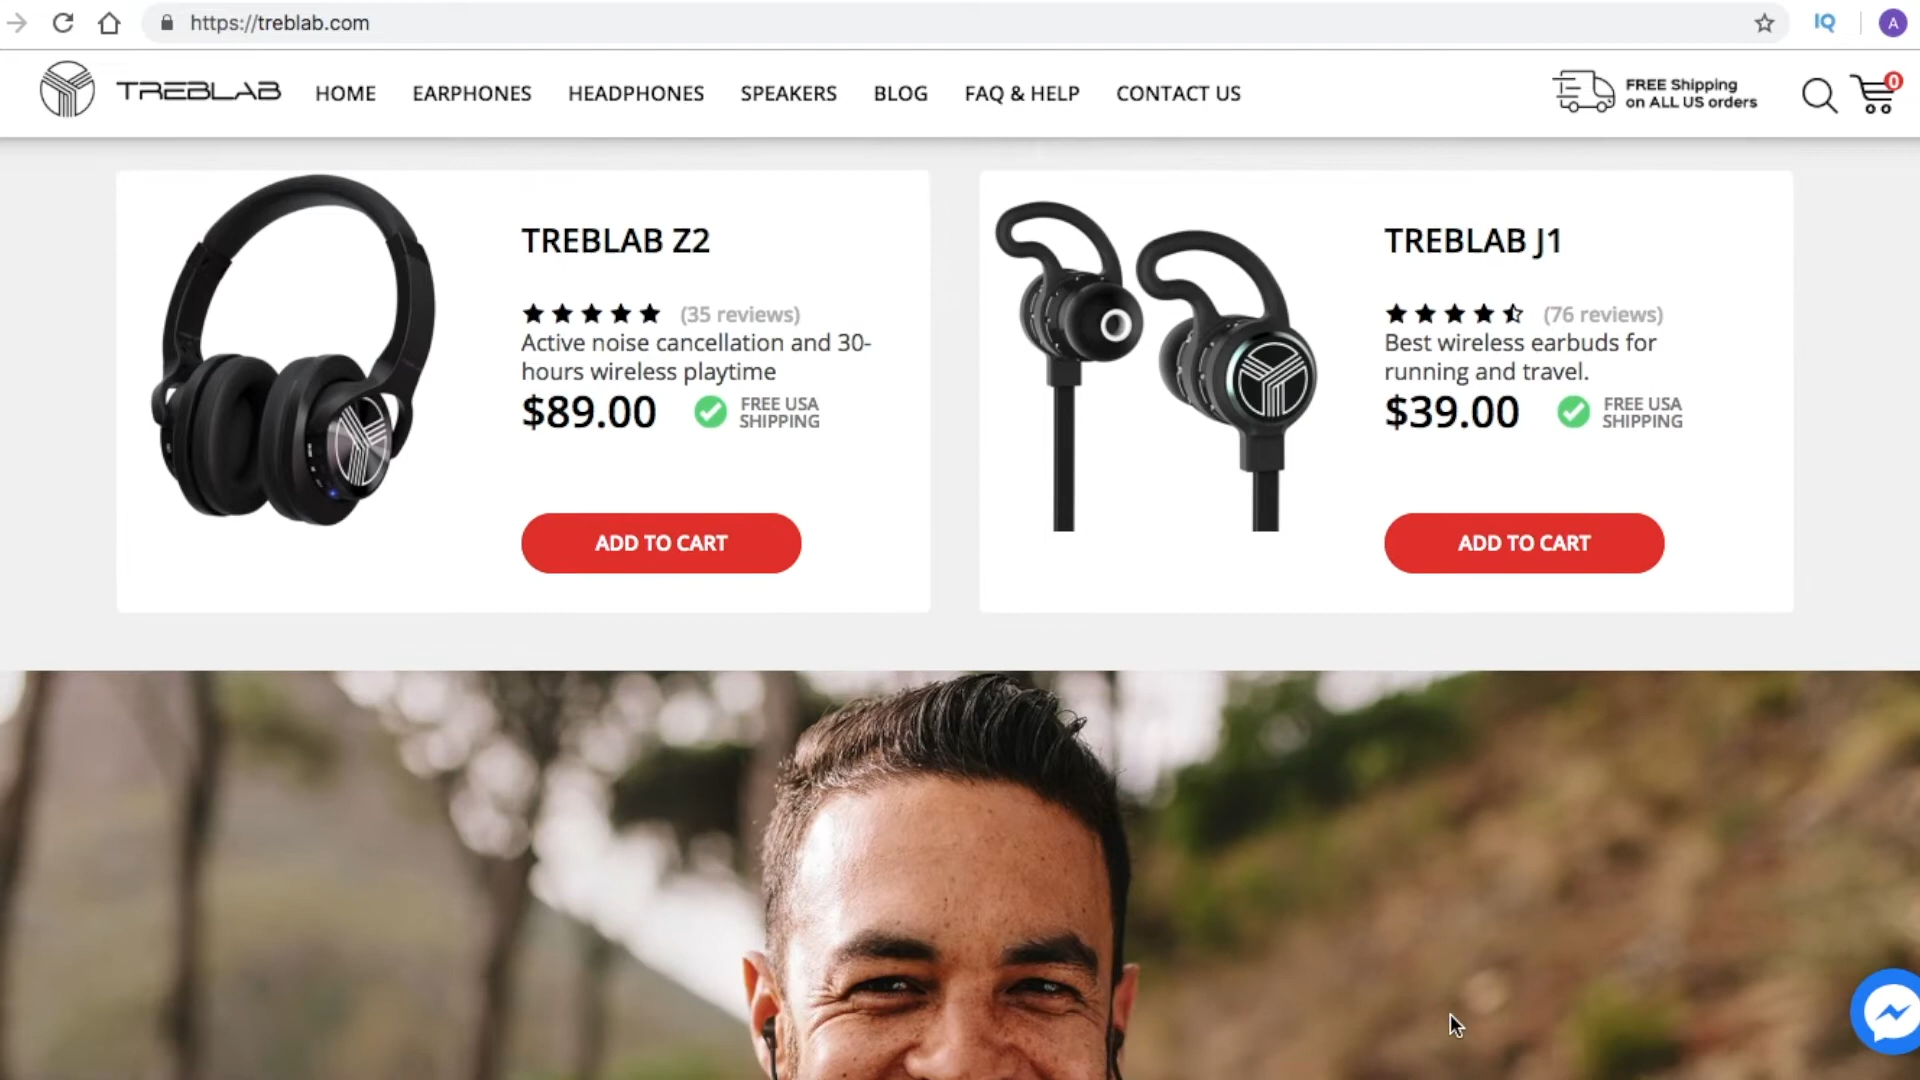 https://treblab.com
IQ
A
TREBLAB
HOME
EARPHONES
HEADPHONES
SPEAKERS
BLOG
FAQ & HELP
CONTACT US
FREE Shipping
on ALL US orders
0
TREBLAB Z2
(35 reviews)
Active noise cancellation and 30-
hours wireless playtime
$89.00
FREE USA
SHIPPING
ADD TO CART
TREBLAB J1
(76 reviews)
Best wireless earbuds for
running and travel.
$39.00
FREE USA
SHIPPING
ADD TO CART